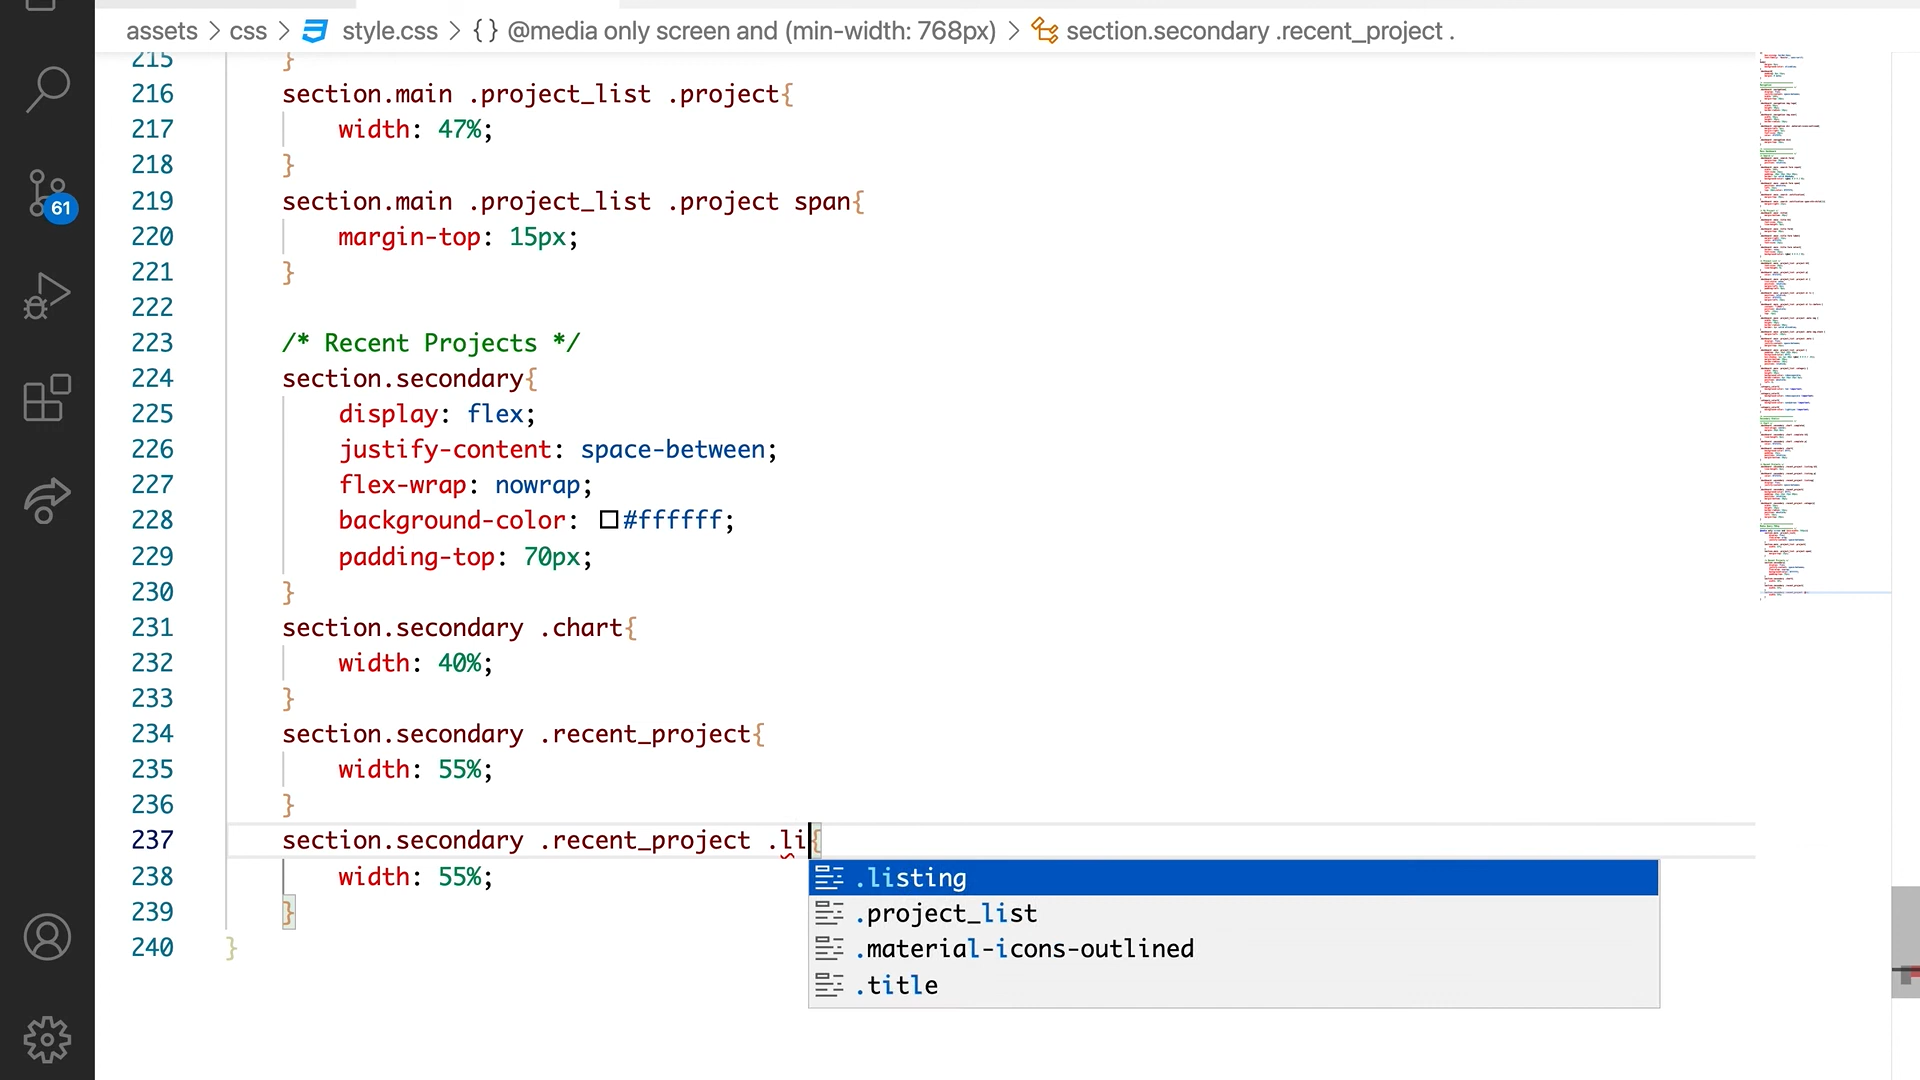 assets > css > style.css > {} @media only screen and (min-width: 768px) > section.secondary .recent_project .
215 }
216 section.main .project_list .project{
217 width: 47%;
218 }
219 section.main .project_list .project span{
220 margin-top: 15px;
221 }
222
223 /* Recent Projects */
224 section.secondary{
225 display: flex;
226 justify-content: space-between;
227 flex-wrap: nowrap;
228 background-color: #ffffff;
229 padding-top: 70px;
230 }
231 section.secondary .chart{
232 width: 40%;
233 }
234 section.secondary .recent_project{
235 width: 55%;
236 }
237 section.secondary .recent_project .li{
238 width: 55%;
239 }
240 }
.listing
.project_list
.material-icons-outlined
.title
61